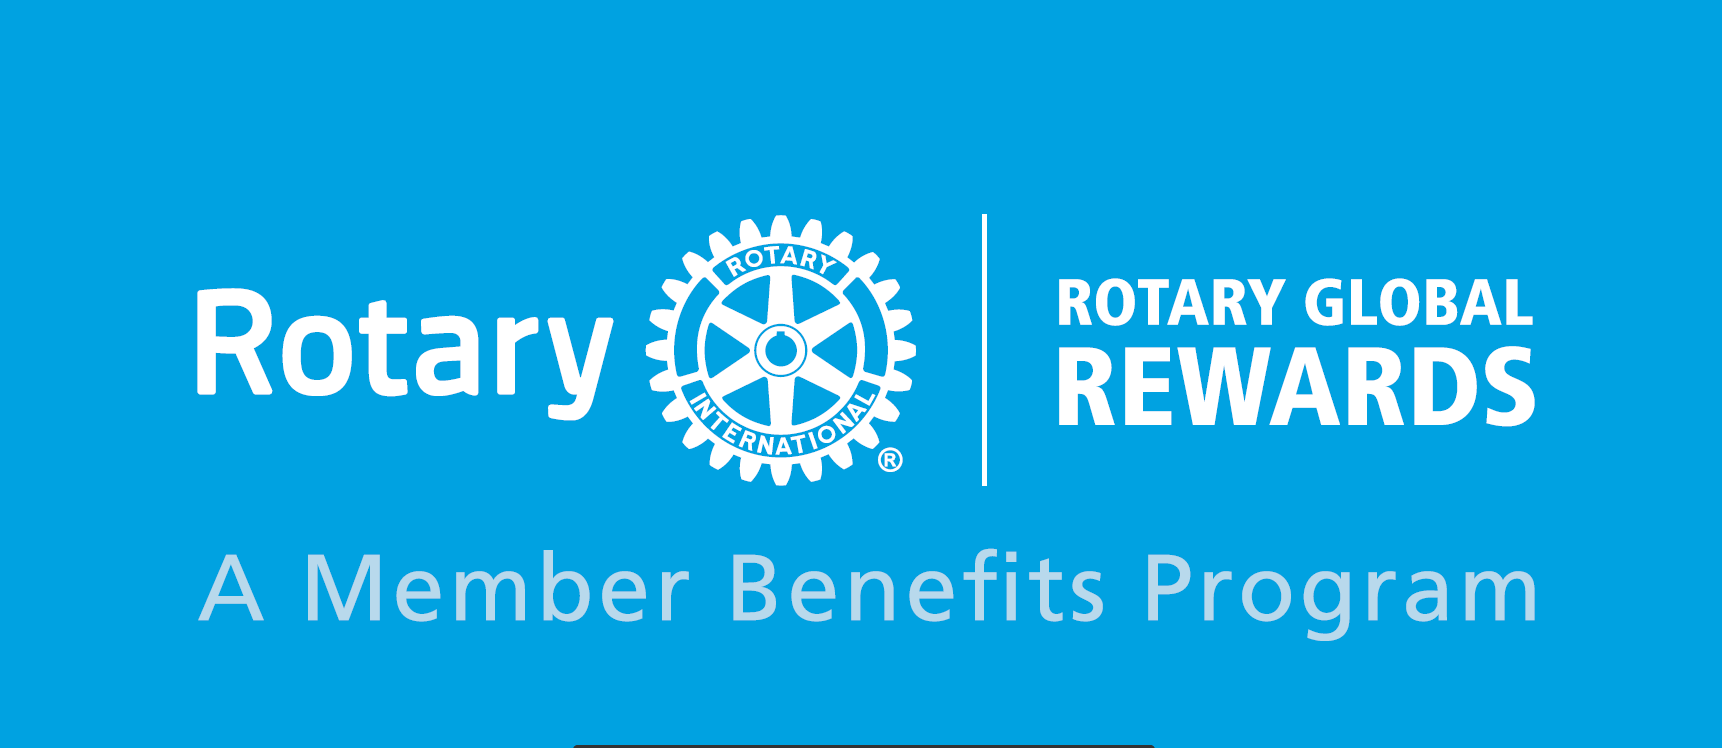 Rotary
ROTARY
INTERNATIONAL
®
ROTARY GLOBAL
REWARDS
A Member Benefits Program